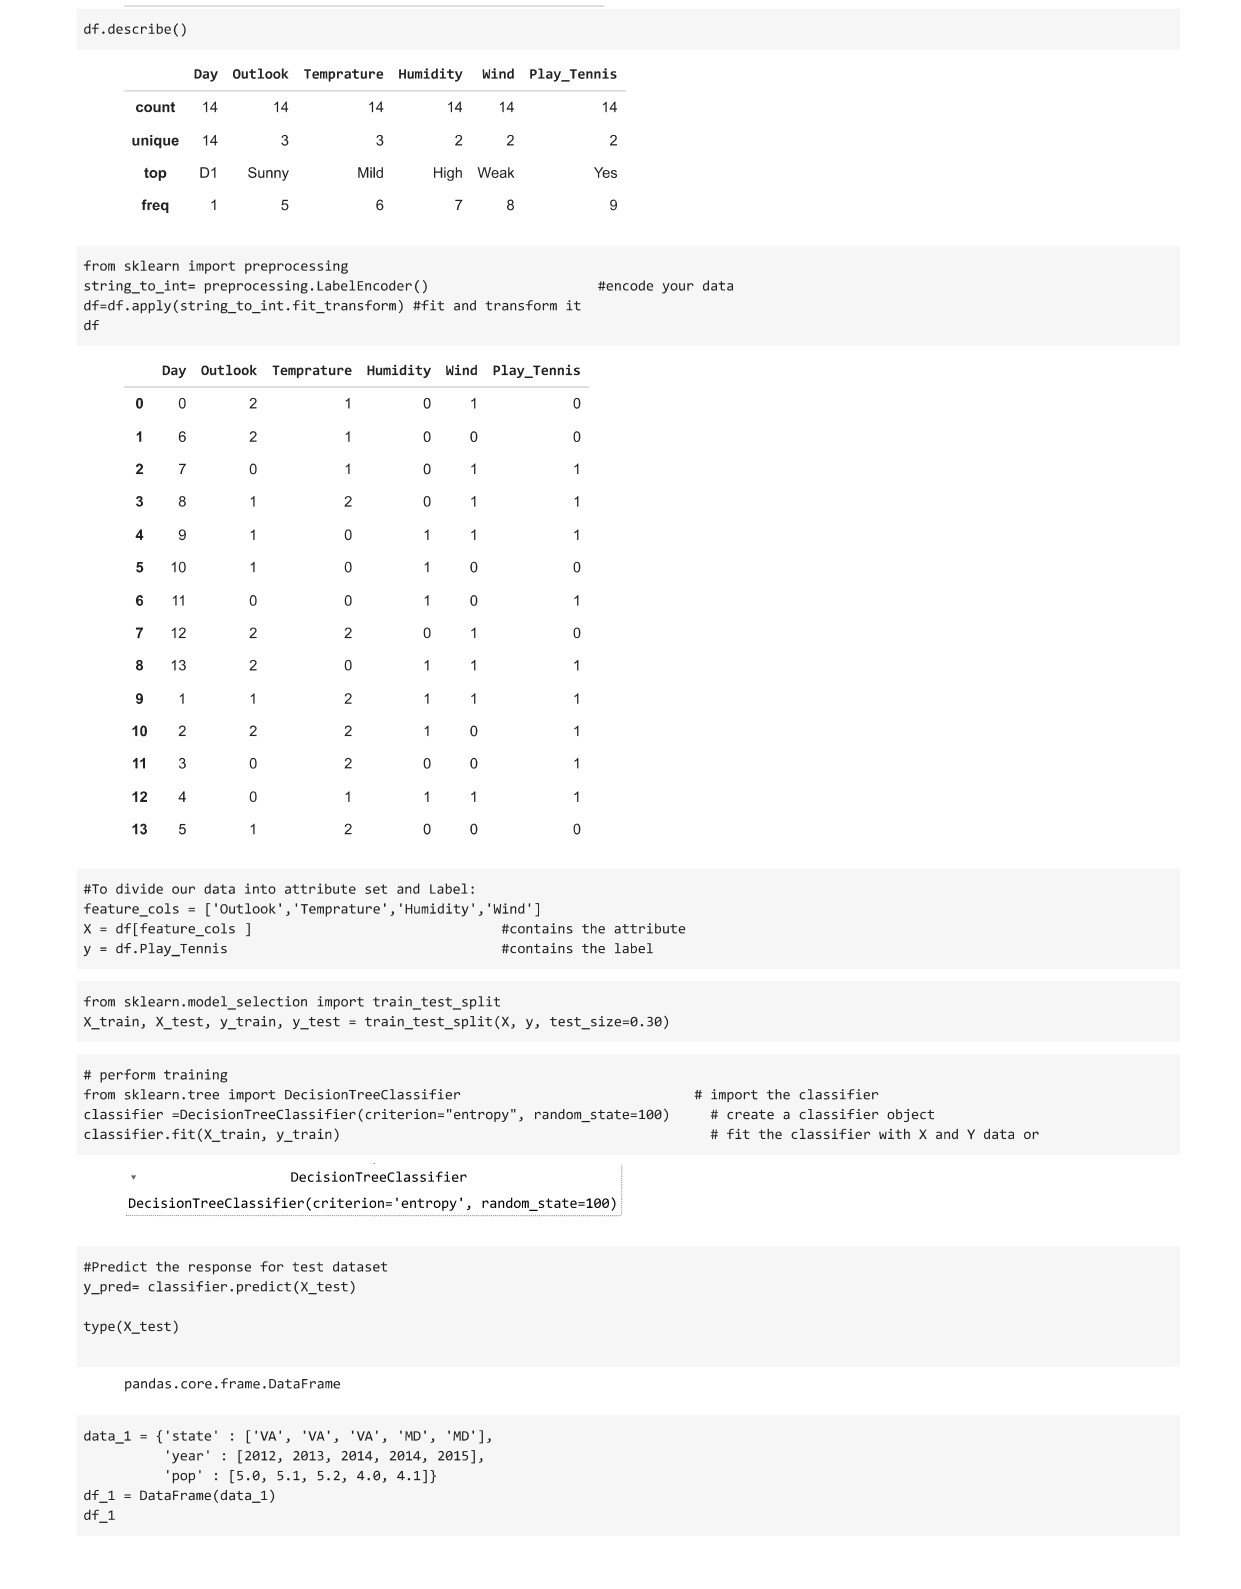 df.describe()
Day Outlook Temprature Humidity Wind Play_Tennis
count 14 14 14 14 14 14
unique 14 3 3 2 2 2
top D1 Sunny Mild High Weak Yes
freq 1 5 6 7 8 9
from sklearn import preprocessing
string_to_int= preprocessing.LabelEncoder() #encode your data
df=df.apply(string_to_int.fit_transform) #fit and transform it
df
Day Outlook Temprature Humidity Wind Play_Tennis
0 0 2 1 0 1 0
1 6 2 1 0 0 0
2 7 0 1 0 1 1
3 8 1 2 0 1 1
4 9 1 0 1 1 1
5 10 1 0 1 0 0
6 11 0 0 1 0 1
7 12 2 2 0 1 0
8 13 2 0 1 1 1
9 1 1 2 1 1 1
10 2 2 2 1 0 1
11 3 0 2 0 0 1
12 4 0 1 1 1 1
13 5 1 2 0 0 0
#To divide our data into attribute set and Label:
feature_cols = ['Outlook','Temprature','Humidity','Wind']
X = df[feature_cols ] #contains the attribute
y = df.Play_Tennis #contains the label
from sklearn.model_selection import train_test_split
X_train, X_test, y_train, y_test = train_test_split(X, y, test_size=0.30)
# perform training
from sklearn.tree import DecisionTreeClassifier # import the classifier
classifier =DecisionTreeClassifier(criterion="entropy", random_state=100) # create a classifier object
classifier.fit(X_train, y_train) # fit the classifier with X and Y data or
▾ DecisionTreeClassifier
DecisionTreeClassifier(criterion='entropy', random_state=100)
#Predict the response for test dataset
y_pred= classifier.predict(X_test)
type(X_test)
pandas.core.frame.DataFrame
data_1 = {'state' : ['VA', 'VA', 'VA', 'MD', 'MD'],
'year' : [2012, 2013, 2014, 2014, 2015],
'pop' : [5.0, 5.1, 5.2, 4.0, 4.1]}
df_1 = DataFrame(data_1)
df_1